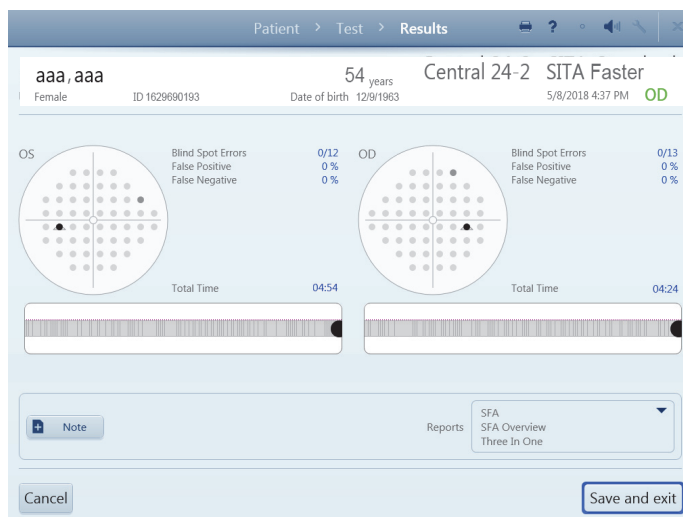 Patient > Test > Results ?
aaa, aaa 54 years Central 24-2 SITA Faster
Female ID 1629690193 Date of birth 12/9/1963 5/8/2018 4:37 PM OD
OS Blind Spot Errors 0/12 OD Blind Spot Errors 0/13
False Positive 0 % False Positive 0 %
False Negative 0 % False Negative 0 %
Total Time 04:54 Total Time 04:24
SFA
Note Reports SFA Overview
Three In One
Cancel Save and exit